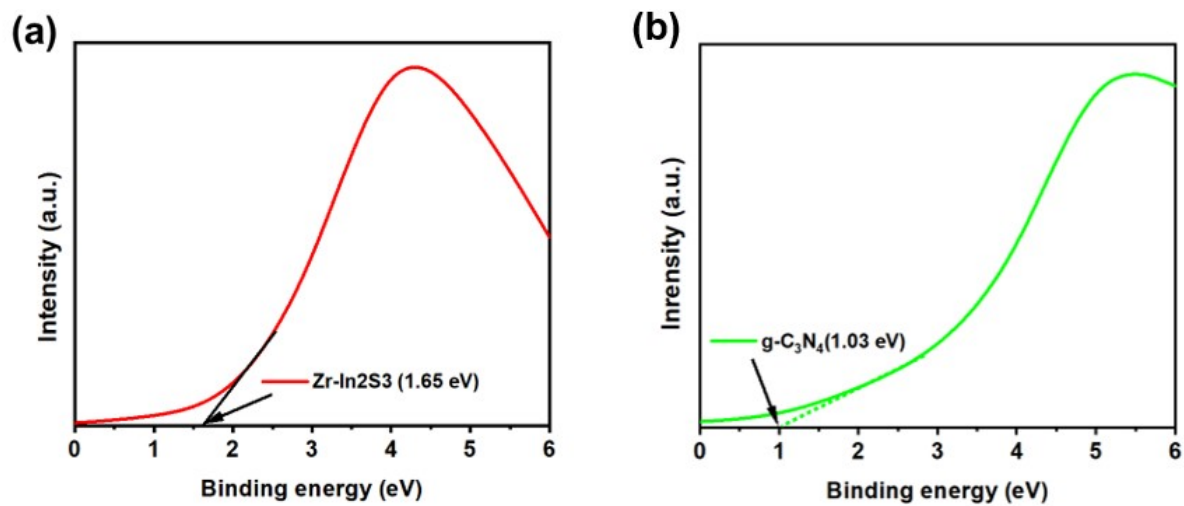 (a)
Intensity (a.u.)
Zr-In2S3 (1.65 eV)
0 1 2 3 4 5 6
Binding energy (eV)
(b)
Inrensity (a.u.)
g-C₃N₄(1.03 eV)
0 1 2 3 4 5 6
Binding energy (eV)